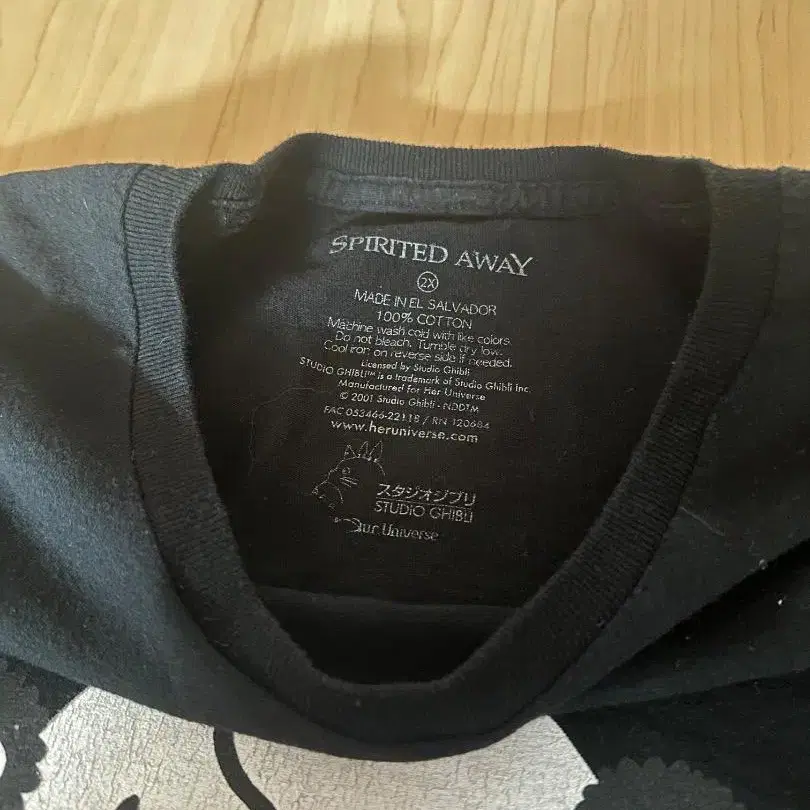 SPIRITED AWAY
2X
MADE IN EL SALVADOR
100% COTTON
Machine wash cold with like colors.
Do not bleach. Tumble dry low.
Cool iron on reverse side if needed.
Licensed by Studio Ghibli
STUDIO GHIBLI™ is a trademark of Studio Ghibli Inc.
Manufactured for Her Universe
© 2001 Studio Ghibli - NDDTM
FAC 053466-22118 / RN 120684
www.heruniverse.com
スタジオジブリ
STUDIO GHIBLI
Universe